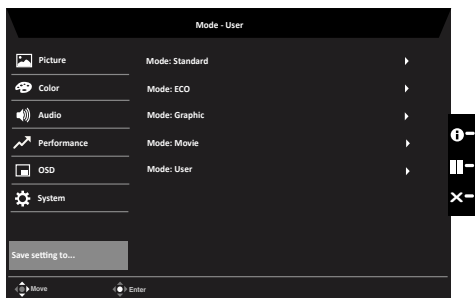 Mode - User
Picture
Color
Audio
Performance
OSD
System
Save setting to...
Mode: Standard
Mode: ECO
Mode: Graphic
Mode: Movie
Mode: User
Move
Enter